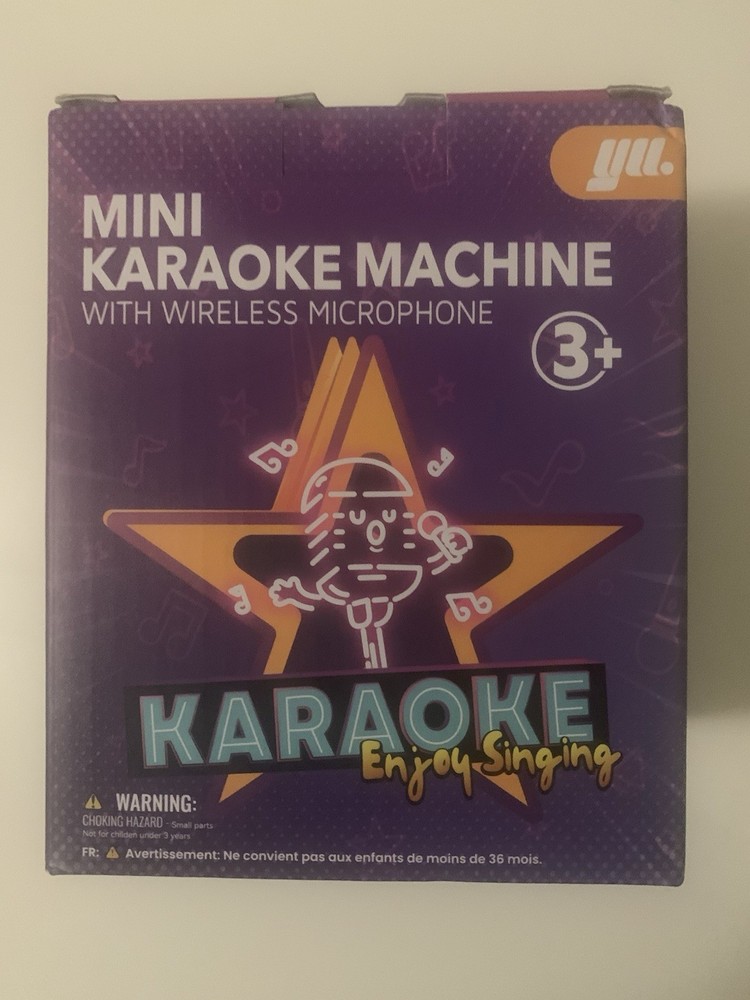 yu.
MINI
KARAOKE MACHINE
WITH WIRELESS MICROPHONE
3+
KARAOKE
Enjoy Singing
WARNING:
CHOKING HAZARD - Small parts
Not for childen under 3 years
FR: Avertissement: Ne convient pas aux enfants de moins de 36 mois.